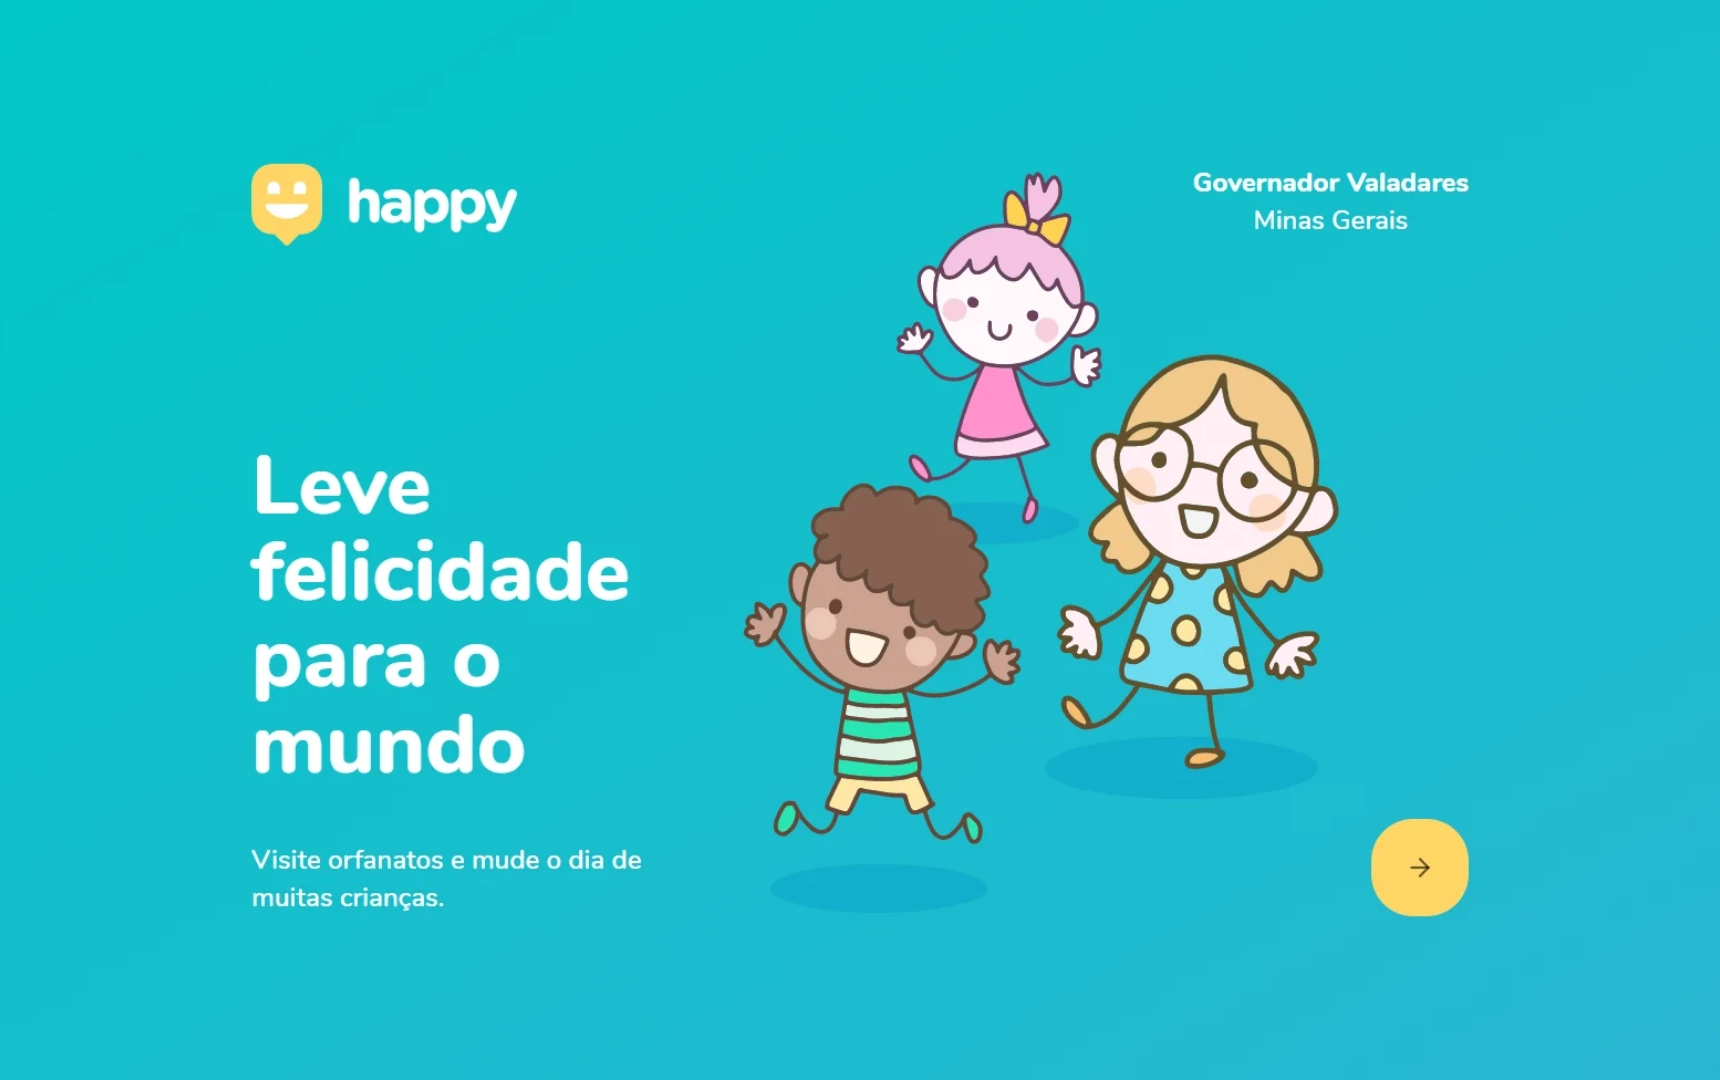 happy
Governador Valadares
Minas Gerais
Leve
felicidade
para o
mundo
Visite orfanatos e mude o dia de
muitas crianças.